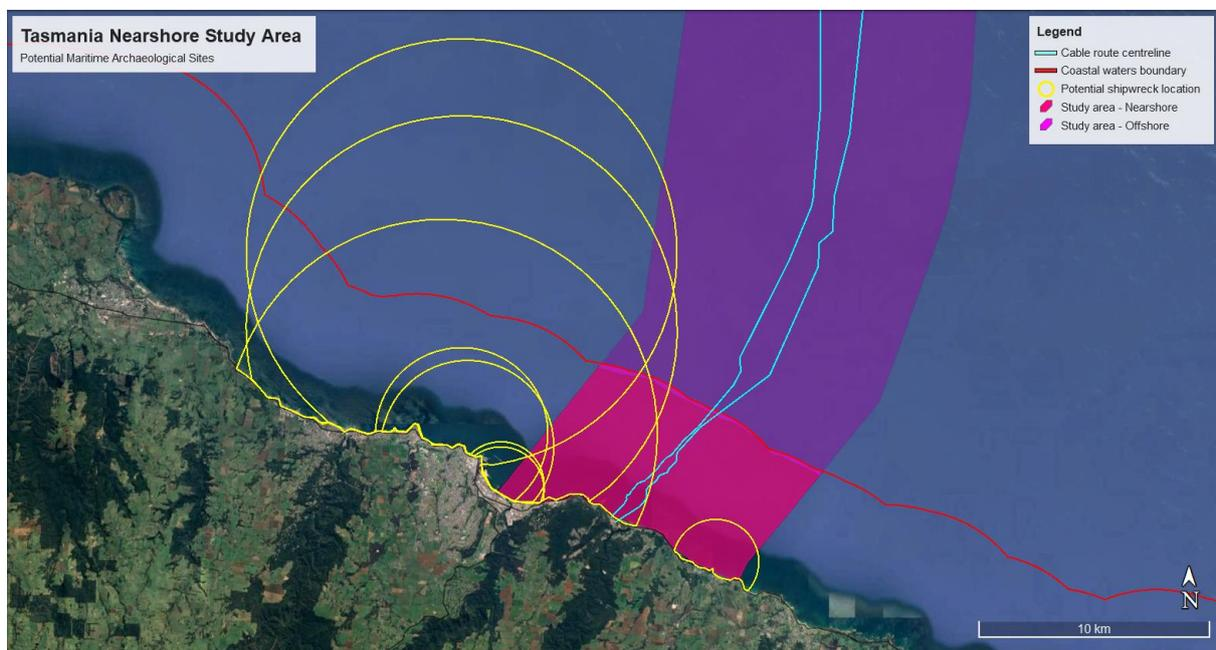 Tasmania Nearshore Study Area
Potential Maritime Archaeological Sites
Legend
Cable route centreline
Coastal waters boundary
Potential shipwreck location
Study area - Nearshore
Study area - Offshore
N
10 km